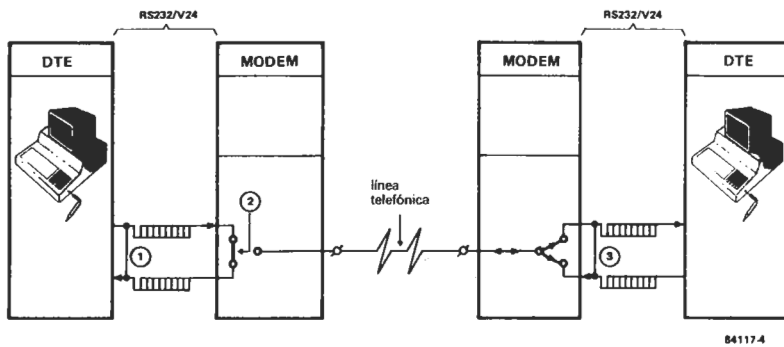 RS232/V24
RS232/V24
DTE
MODEM
MODEM
DTE
línea
telefónica
2
1
3
84117-4